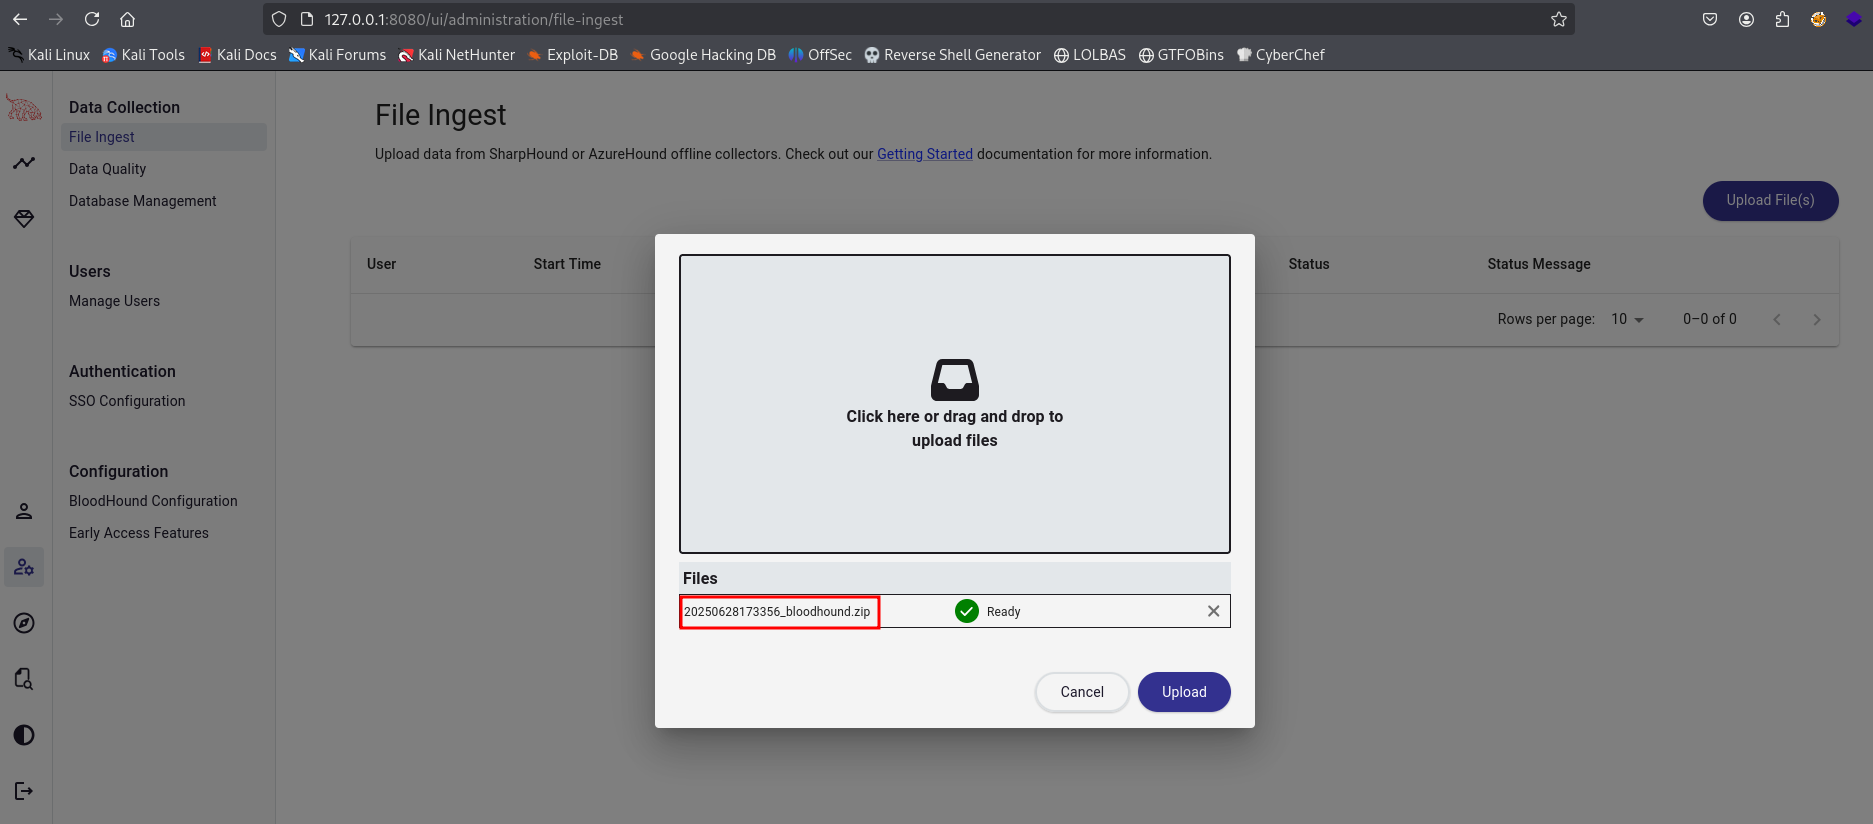 127.0.0.1:8080/ui/administration/file-ingest
Kali Linux Kali Tools Kali Docs Kali Forums Kali NetHunter Exploit-DB Google Hacking DB OffSec Reverse Shell Generator LOLBAS GTFOBins CyberChef
Data Collection
File Ingest
Data Quality
Database Management
Users
Manage Users
Authentication
SSO Configuration
Configuration
BloodHound Configuration
Early Access Features
File Ingest
Upload data from SharpHound or AzureHound offline collectors. Check out our Getting Started documentation for more information.
Upload File(s)
User Start Time Status Status Message
Rows per page: 10 0–0 of 0
Click here or drag and drop to
upload files
Files
20250628173356_bloodhound.zip Ready
Cancel Upload